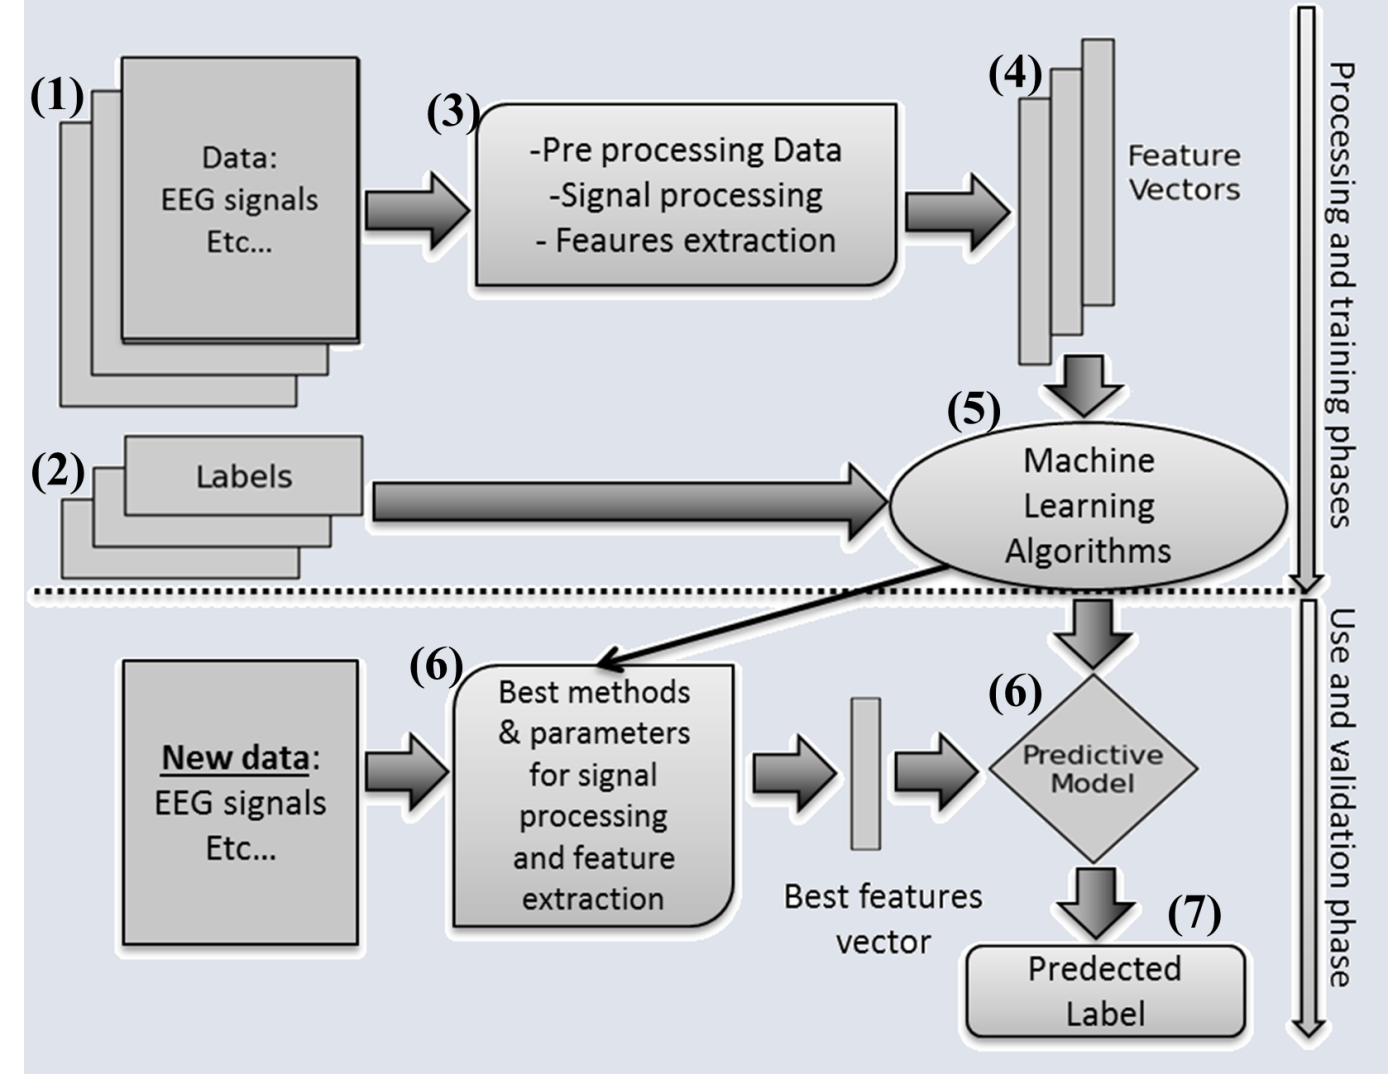 (1)
Data:
EEG signals
Etc...
(3)
-Pre processing Data
-Signal processing
- Feaures extraction
(4)
Feature
Vectors
(2)
Labels
(5)
Machine
Learning
Algorithms
Processing and training phases
New data:
EEG signals
Etc...
(6)
Best methods
& parameters
for signal
processing
and feature
extraction
Best features
vector
(6)
Predictive
Model
(7)
Predected
Label
Use and validation phase